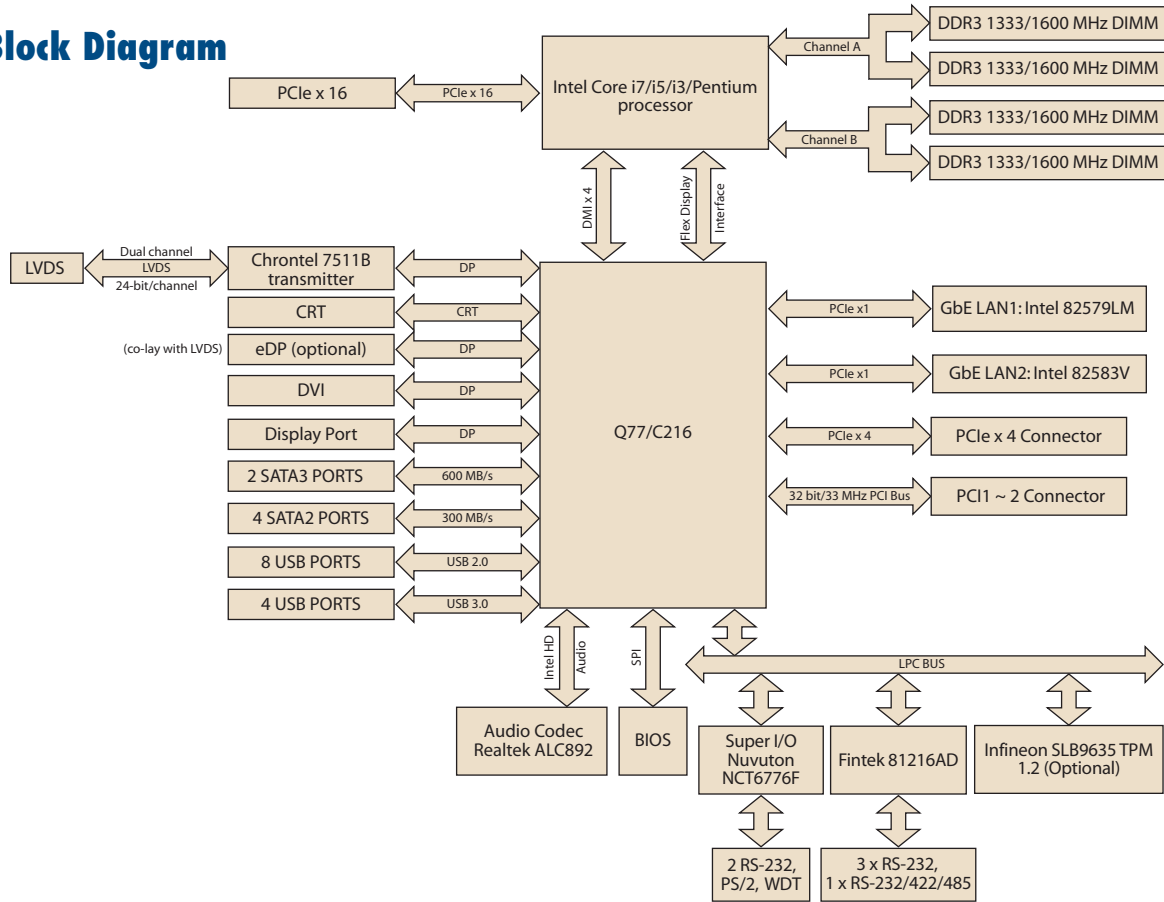 Block Diagram
DDR3 1333/1600 MHz DIMM
Channel A
DDR3 1333/1600 MHz DIMM
PCIe x 16
PCIe x 16
Intel Core i7/i5/i3/Pentium
processor
DDR3 1333/1600 MHz DIMM
Channel B
DDR3 1333/1600 MHz DIMM
DMI x 4
Flex Display
Interface
LVDS
Dual channel
LVDS
24-bit/channel
Chrontel 7511B
transmitter
DP
CRT
CRT
(co-lay with LVDS)
eDP (optional)
DP
DVI
DP
Display Port
DP
2 SATA3 PORTS
600 MB/s
4 SATA2 PORTS
300 MB/s
8 USB PORTS
USB 2.0
4 USB PORTS
USB 3.0
Q77/C216
PCIe x1
GbE LAN1: Intel 82579LM
PCIe x1
GbE LAN2: Intel 82583V
PCIe x 4
PCIe x 4 Connector
32 bit/33 MHz PCI Bus
PCI1 ~ 2 Connector
Intel HD
Audio
SPI
LPC BUS
Audio Codec
Realtek ALC892
BIOS
Super I/O
Nuvuton
NCT6776F
Fintek 81216AD
Infineon SLB9635 TPM
1.2 (Optional)
2 RS-232,
PS/2, WDT
3 x RS-232,
1 x RS-232/422/485